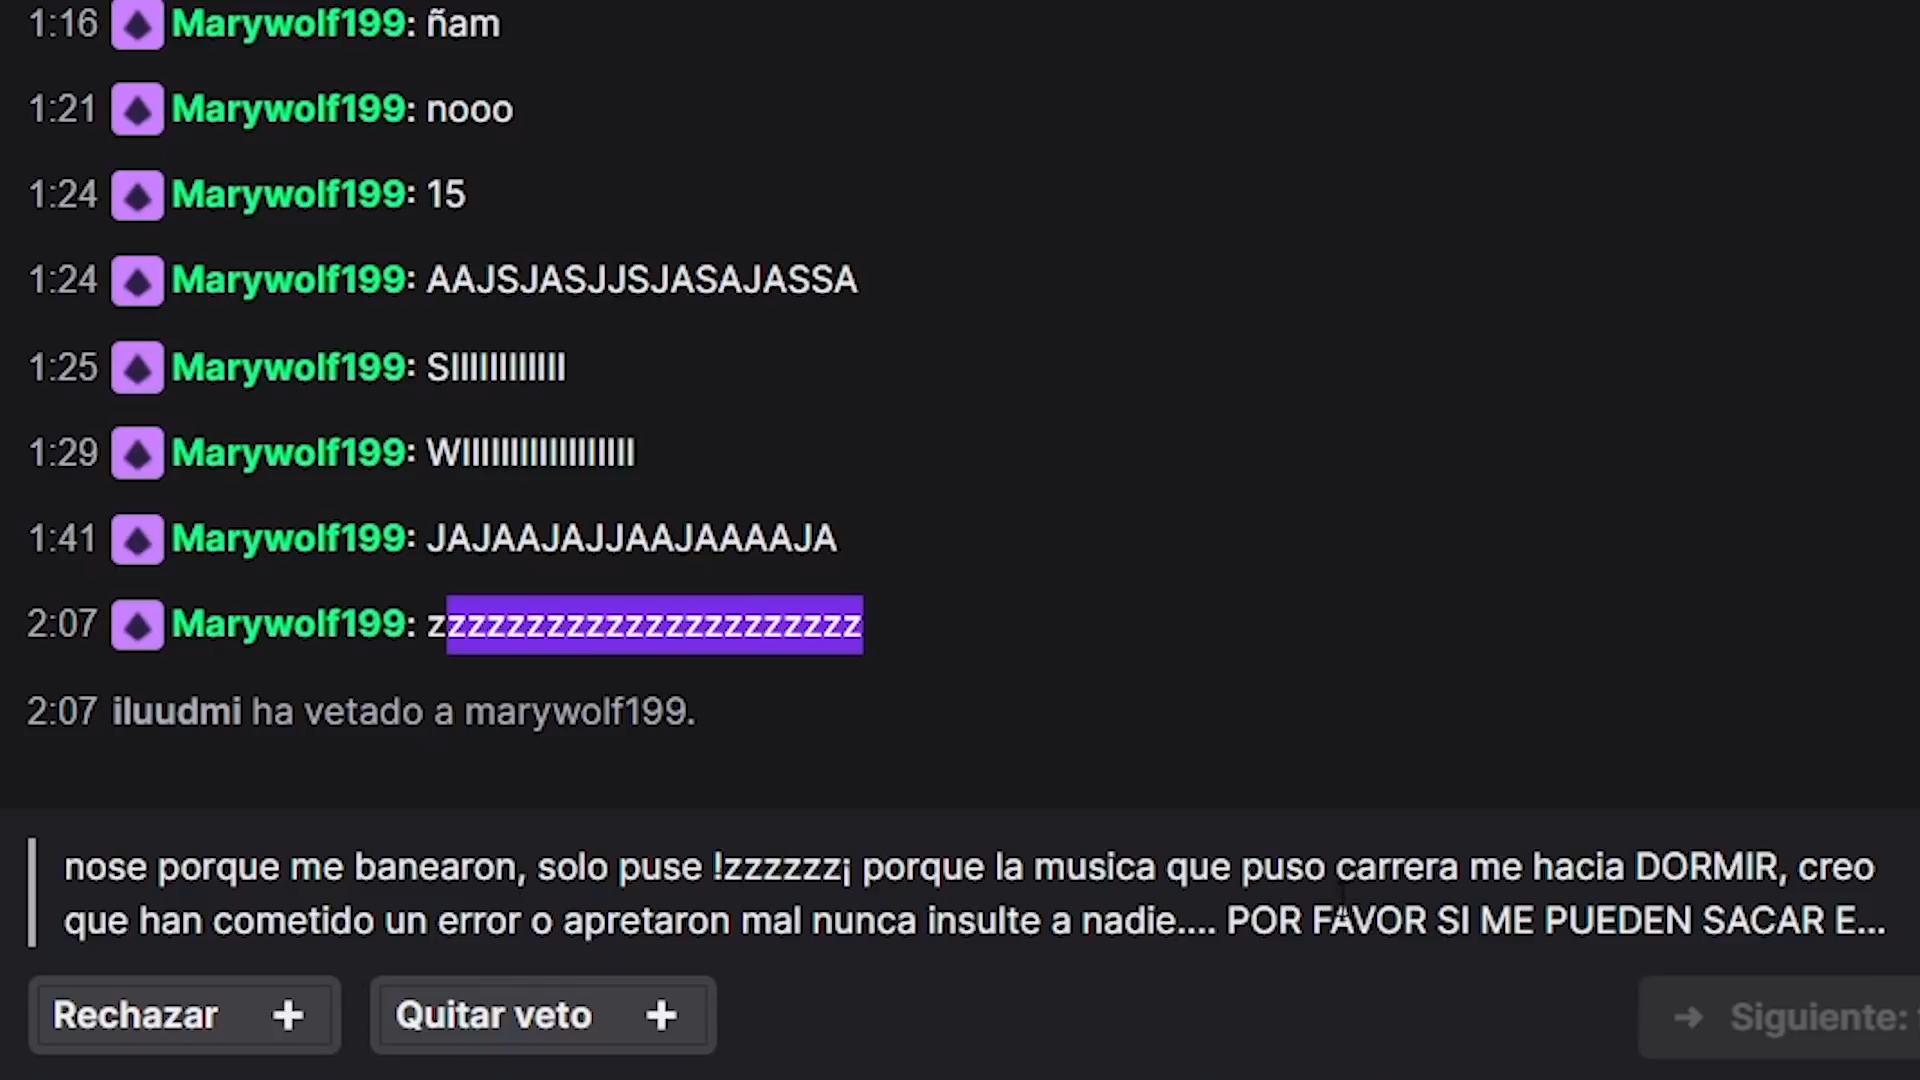 1:16 Marywolf199: ñam
1:21 Marywolf199: nooo
1:24 Marywolf199: 15
1:24 Marywolf199: AAJSJASJJSJASAJASSA
1:25 Marywolf199: SIIIIIIIIIIII
1:29 Marywolf199: WIIIIIIIIIIIIIIIIII
1:41 Marywolf199: JAJAAJAJJAAJAAAAJA
2:07 Marywolf199: zzzzzzzzzzzzzzzzzzzzzz
2:07 iluudmi ha vetado a marywolf199.
nose porque me banearon, solo puse !zzzzzz¡ porque la musica que puso carrera me hacia DORMIR, creo
que han cometido un error o apretaron mal nunca insulte a nadie.... POR FAVOR SI ME PUEDEN SACAR E...
Rechazar + Quitar veto + → Siguiente: